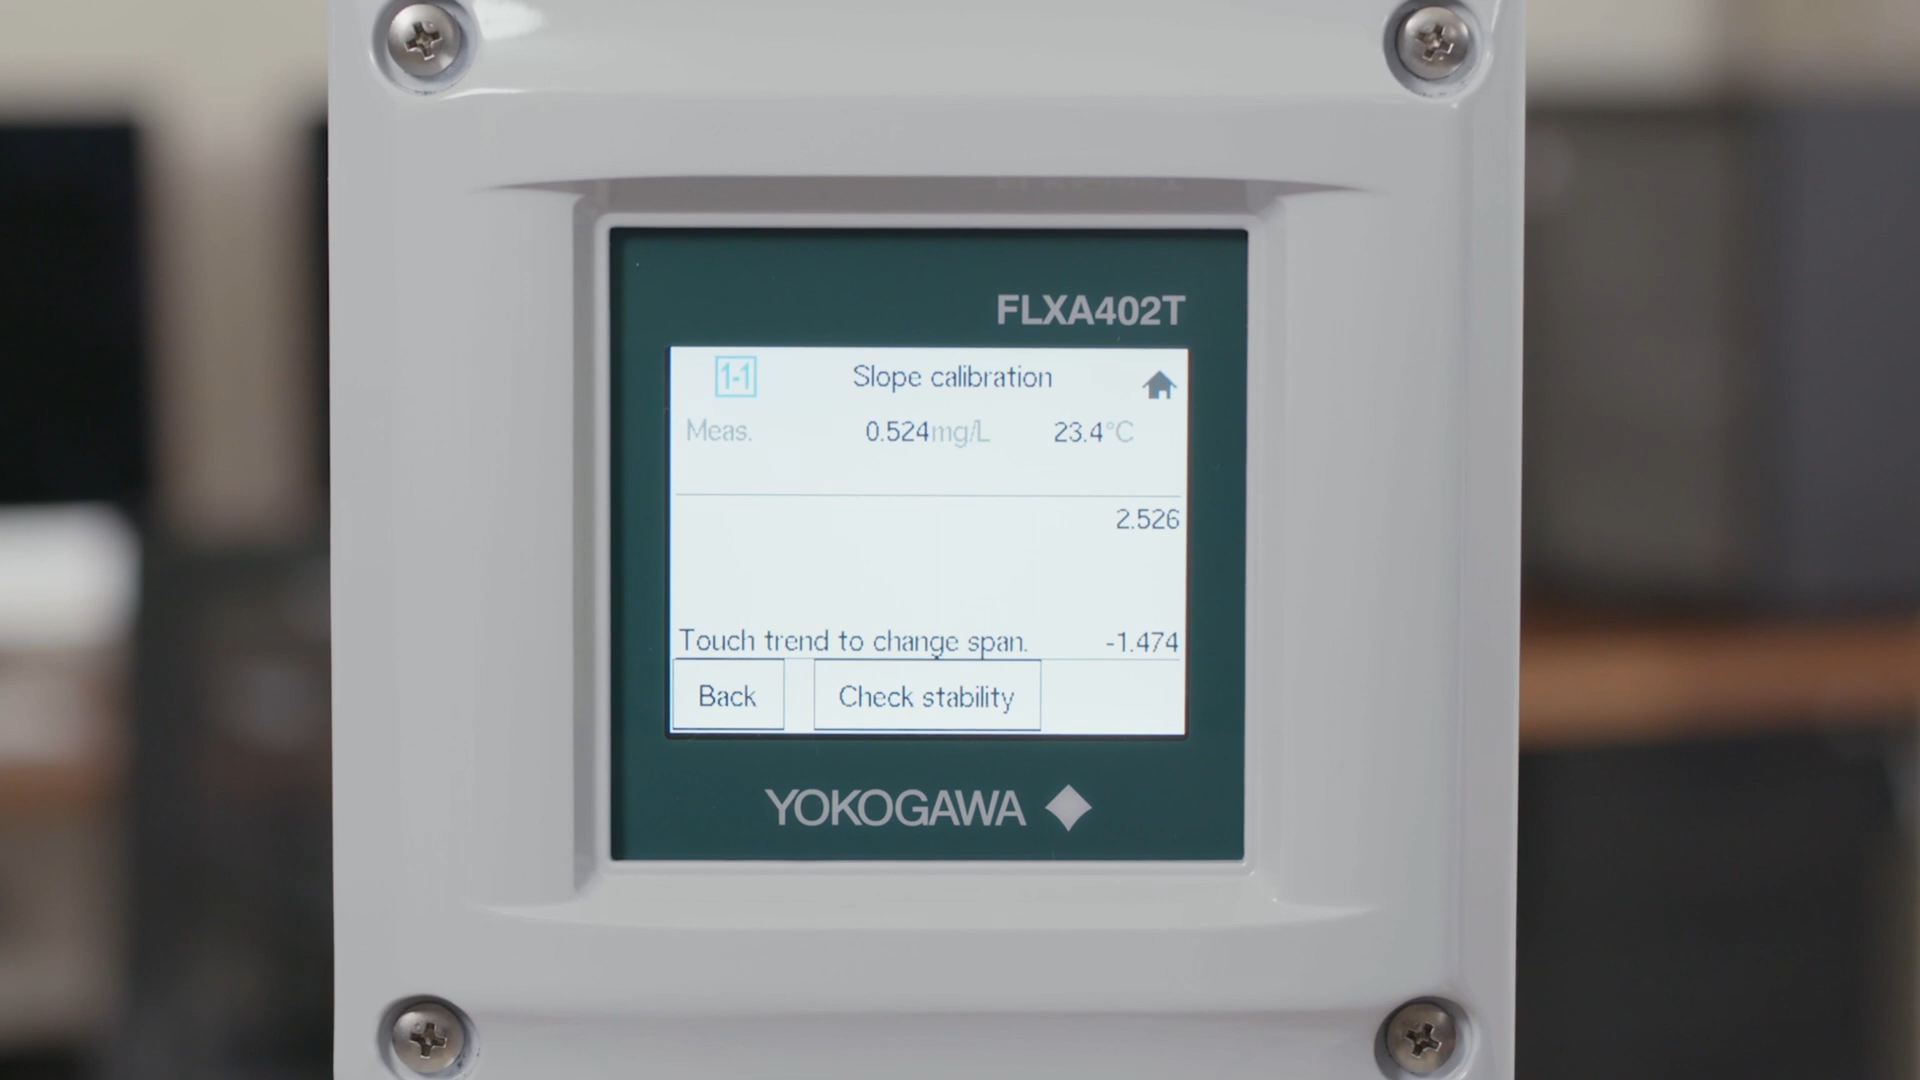 FLXA402T
1-1 Slope calibration
Meas. 0.524mg/L 23.4°C
2.526
Touch trend to change span. -1.474
Back Check stability
YOKOGAWA